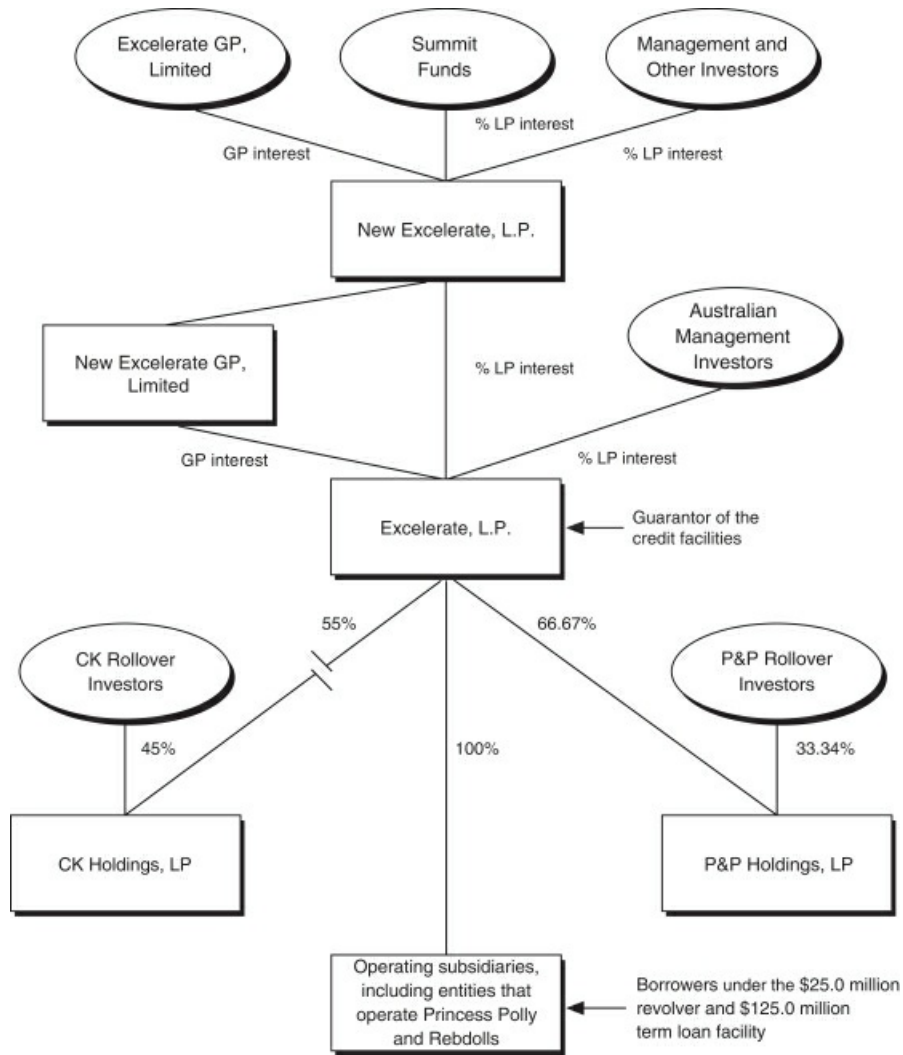 Excelerate GP,
Limited
Summit
Funds
Management and
Other Investors
GP interest
% LP interest
% LP interest
New Excelerate, L.P.
New Excelerate GP,
Limited
% LP interest
Australian
Management
Investors
GP interest
% LP interest
Excelerate, L.P.
Guarantor of the
credit facilities
55%
66.67%
CK Rollover
Investors
P&P Rollover
Investors
45%
100%
33.34%
CK Holdings, LP
P&P Holdings, LP
Operating subsidiaries,
including entities that
operate Princess Polly
and Rebdolls
Borrowers under the $25.0 million
revolver and $125.0 million
term loan facility